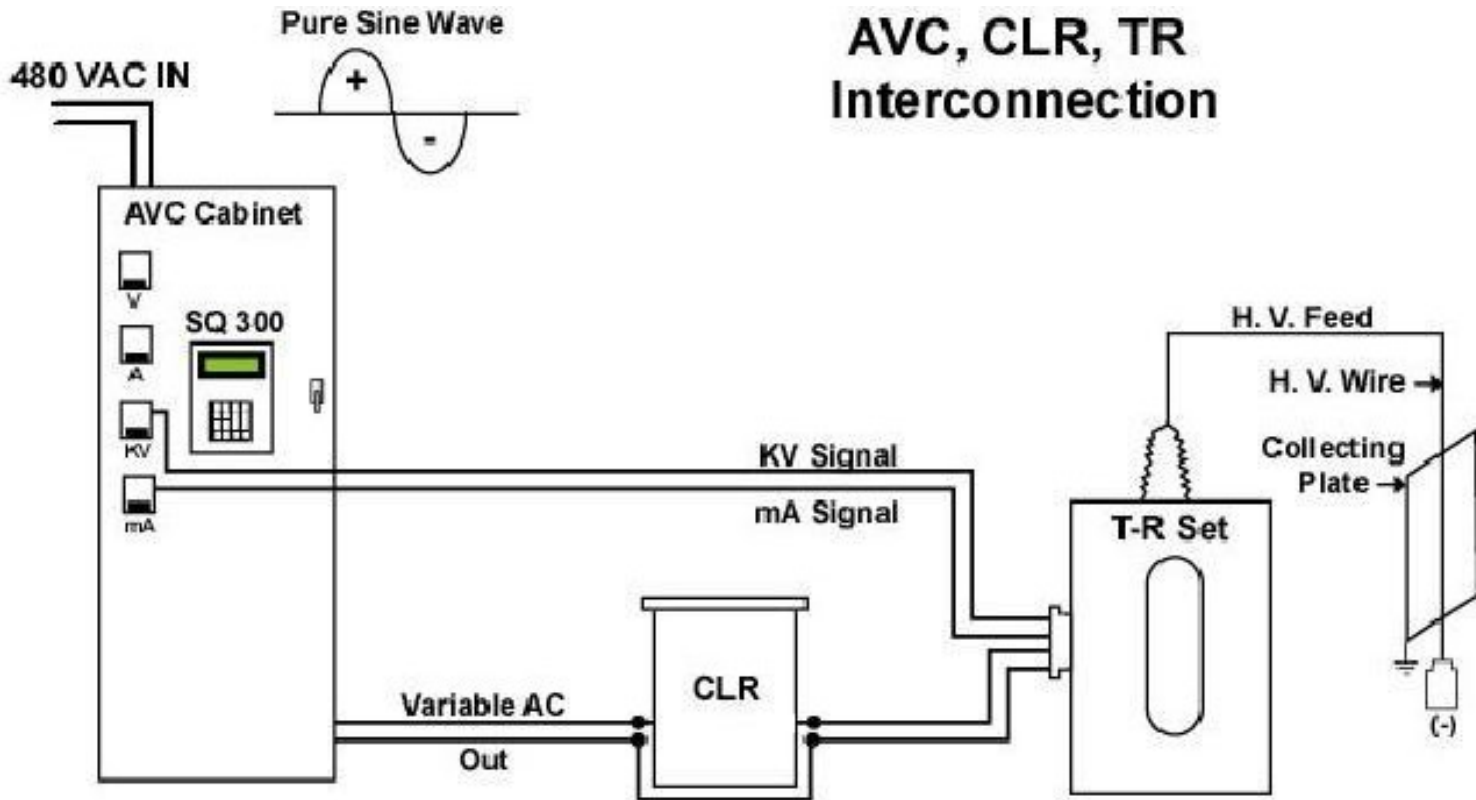 Pure Sine Wave
AVC, CLR, TR
Interconnection
480 VAC IN
+
-
AVC Cabinet
V
SQ 300
A
KV
mA
H. V. Feed
H. V. Wire
Collecting
Plate
KV Signal
mA Signal
T-R Set
CLR
Variable AC
Out
(-)